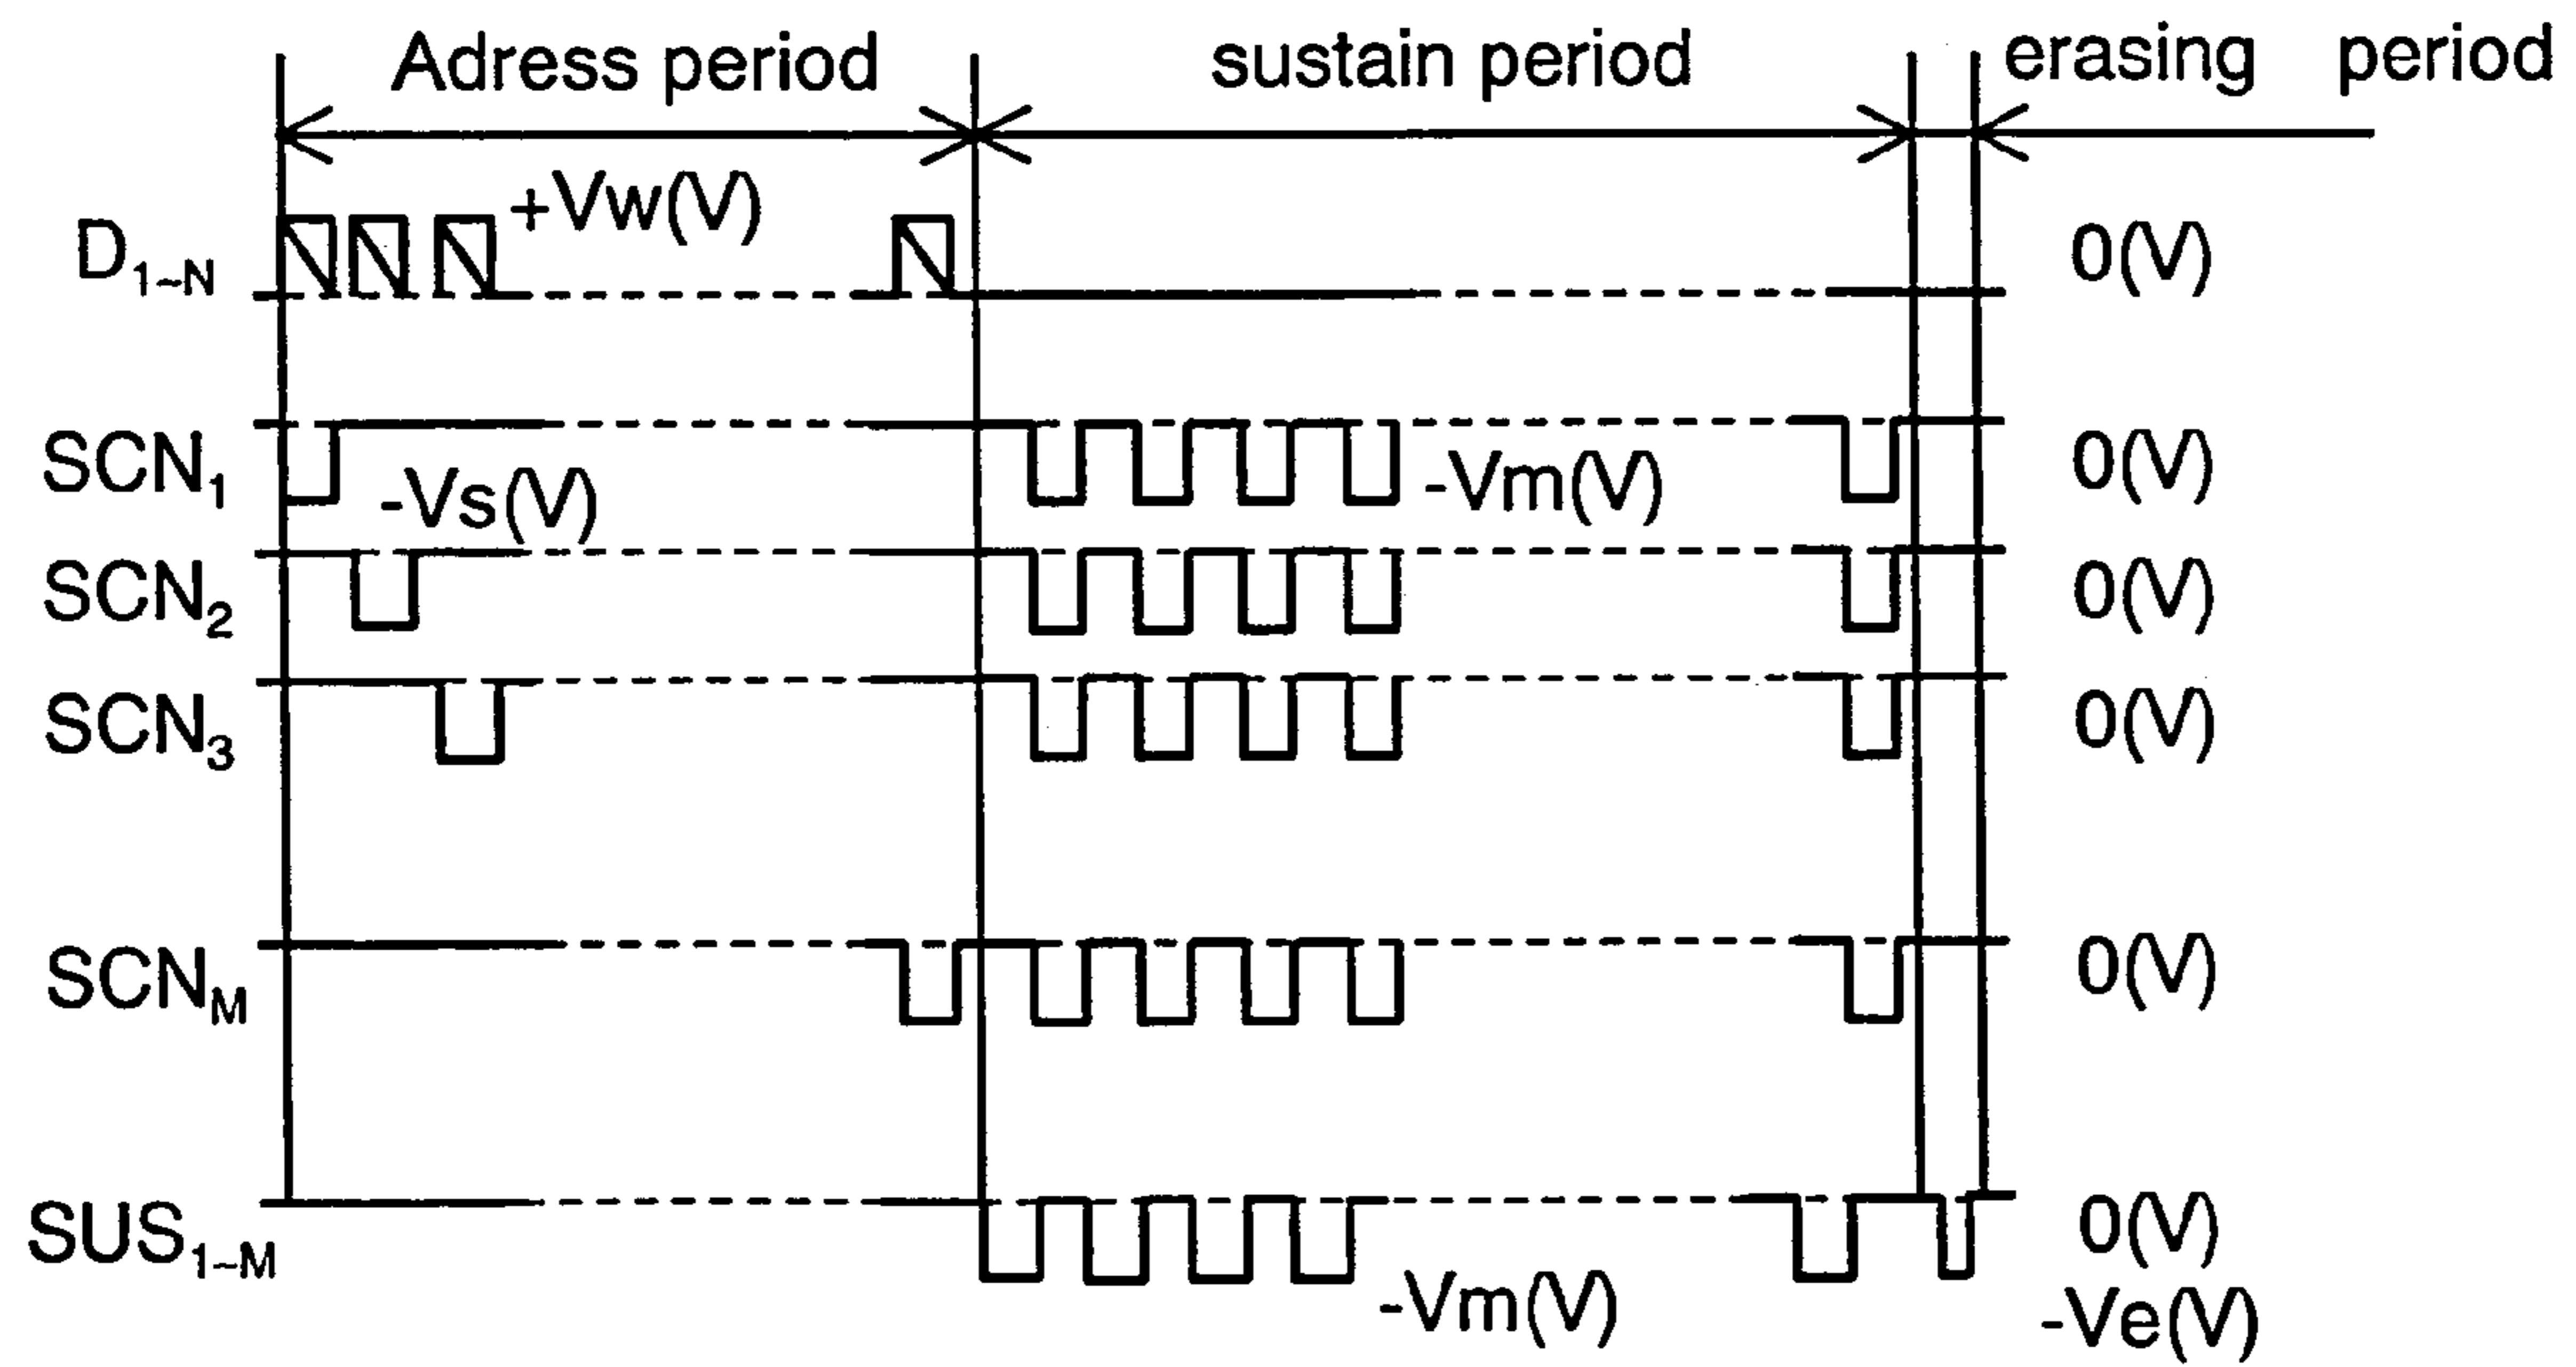 Adress period sustain period erasing period
D1~N +Vw(V) 0(V)
SCN1 -Vs(V) -Vm(V) 0(V)
SCN2 0(V)
SCN3 0(V)
SCNM 0(V)
SUS1~M -Vm(V) 0(V)
-Ve(V)